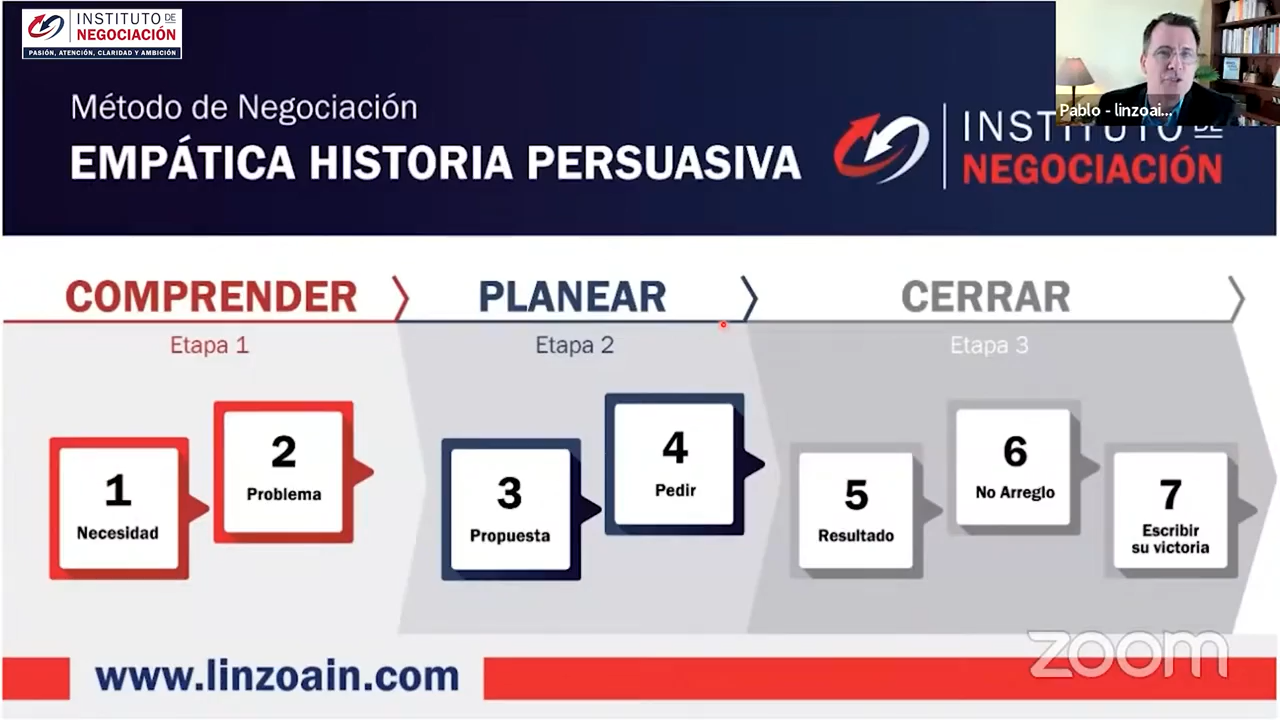 INSTITUTO DE
NEGOCIACIÓN
PASIÓN, ATENCIÓN, CLARIDAD Y AMBICIÓN
Pablo - linzoai...
Método de Negociación
EMPÁTICA HISTORIA PERSUASIVA
INSTITUTO DE
NEGOCIACIÓN
COMPRENDER
PLANEAR
CERRAR
Etapa 1
Etapa 2
Etapa 3
1
Necesidad
2
Problema
3
Propuesta
4
Pedir
5
Resultado
6
No Arreglo
7
Escribir
su victoria
www.linzoain.com
zoom